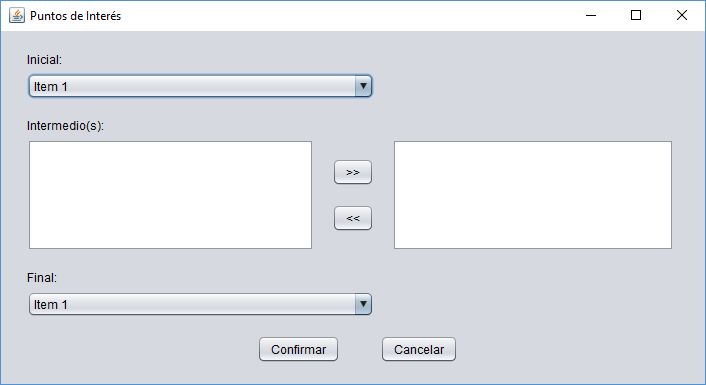 Puntos de Interés
Inicial:
Item 1
Intermedio(s):
>>
<<
Final:
Item 1
Confirmar
Cancelar